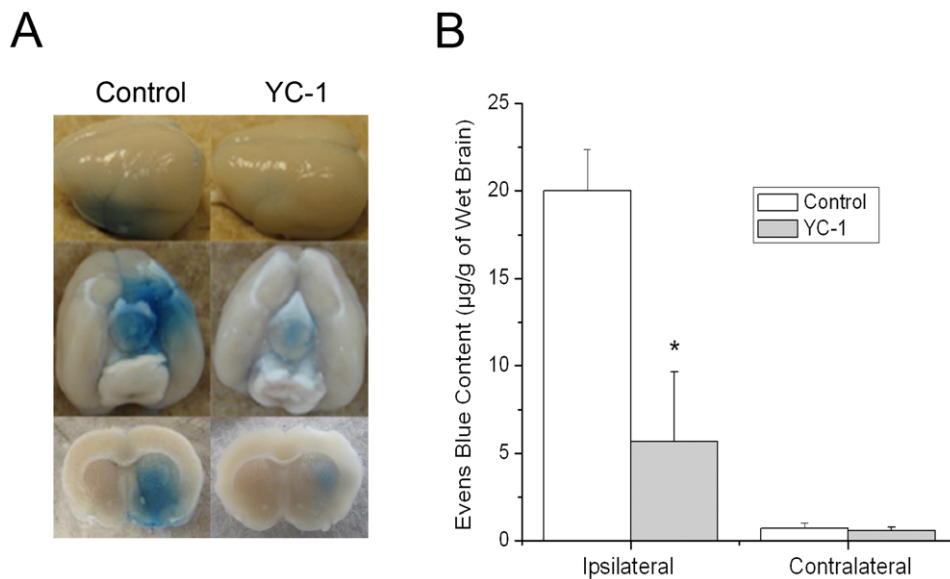 A
Control YC-1
B
Evens Blue Content (µg/g of Wet Brain)
25
20
15
10
5
0
*
Control
YC-1
Ipsilateral Contralateral